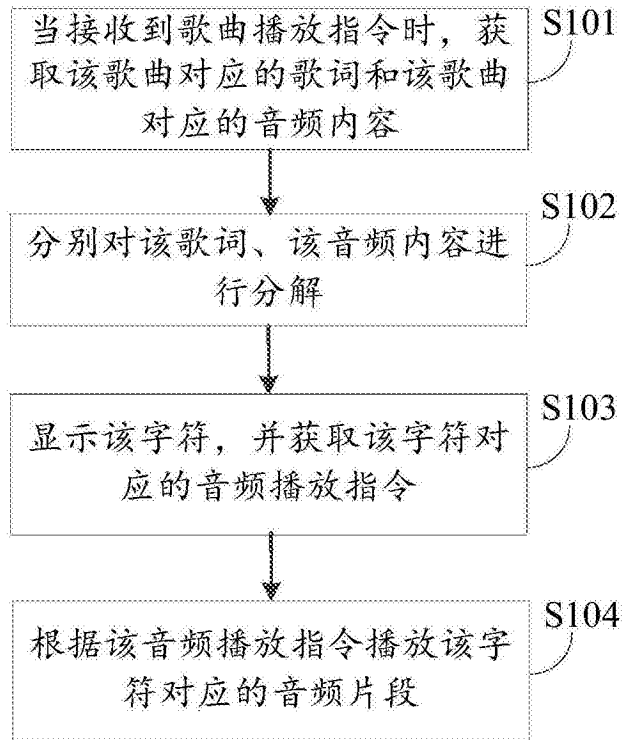 当接收到歌曲播放指令时，获
取该歌曲对应的歌词和该歌曲
对应的音频内容
S101
分别对该歌词、该音频内容进
行分解
S102
显示该字符，并获取该字符对
应的音频播放指令
S103
根据该音频播放指令播放该字
符对应的音频片段
S104